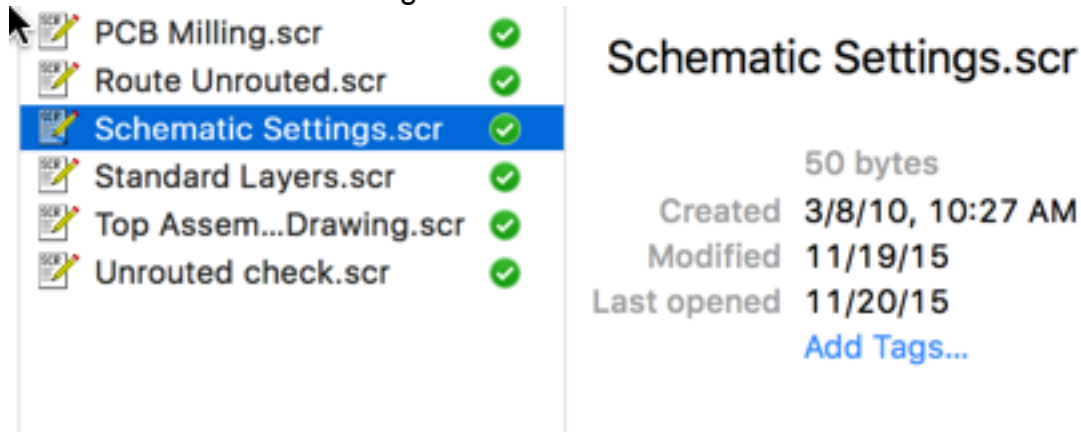 PCB Milling.scr
Route Unrouted.scr
Schematic Settings.scr
Standard Layers.scr
Top Assem...Drawing.scr
Unrouted check.scr
Schematic Settings.scr
50 bytes
Created 3/8/10, 10:27 AM
Modified 11/19/15
Last opened 11/20/15
Add Tags...